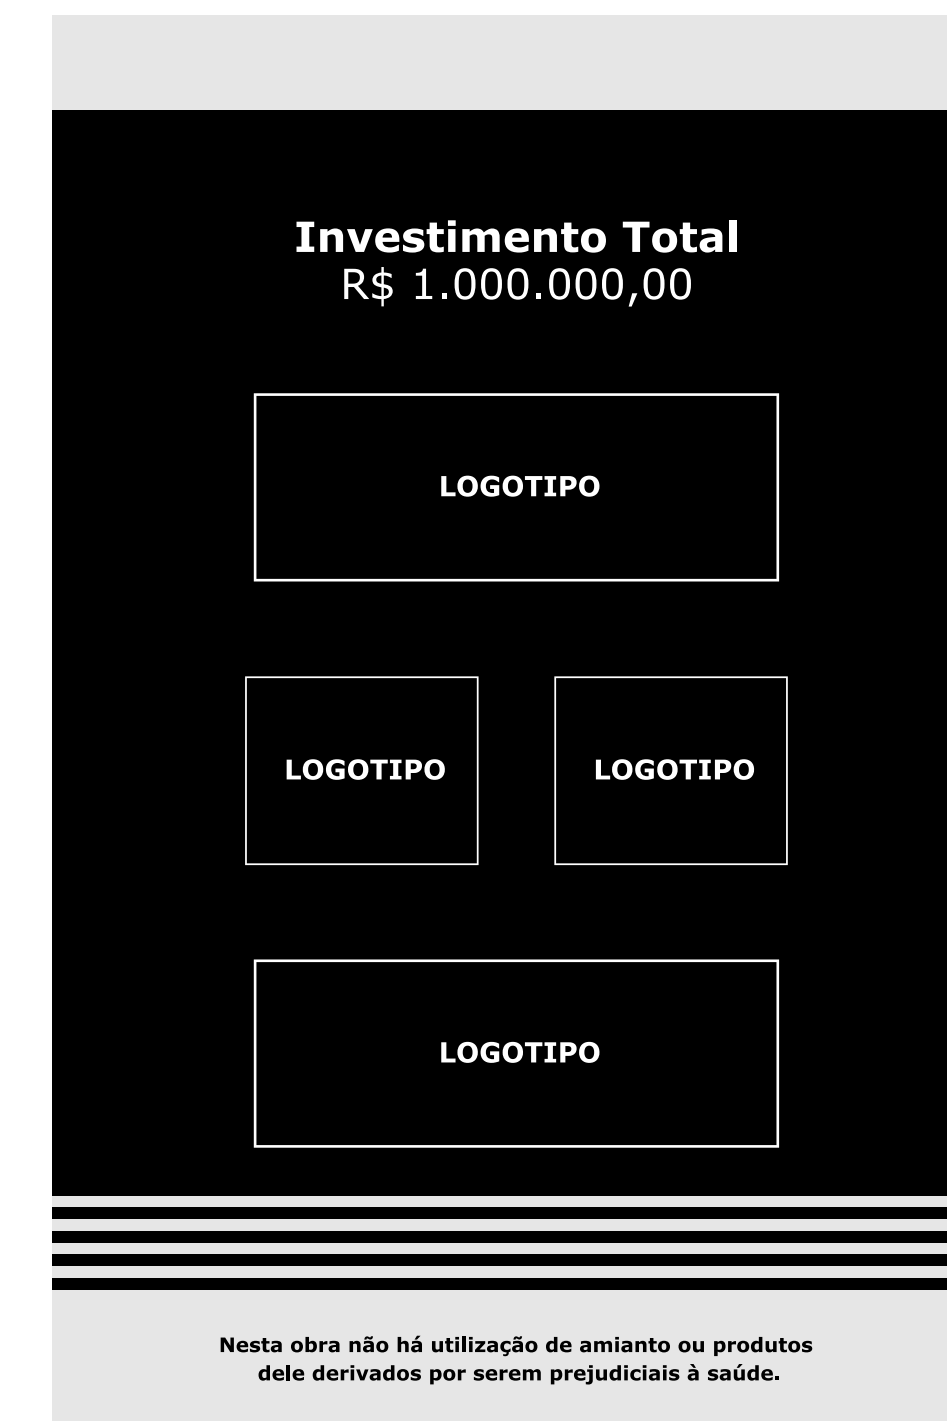 Investimento Total
R$ 1.000.000,00
LOGOTIPO
LOGOTIPO LOGOTIPO
LOGOTIPO
Nesta obra não há utilização de amianto ou produtos
dele derivados por serem prejudiciais à saúde.